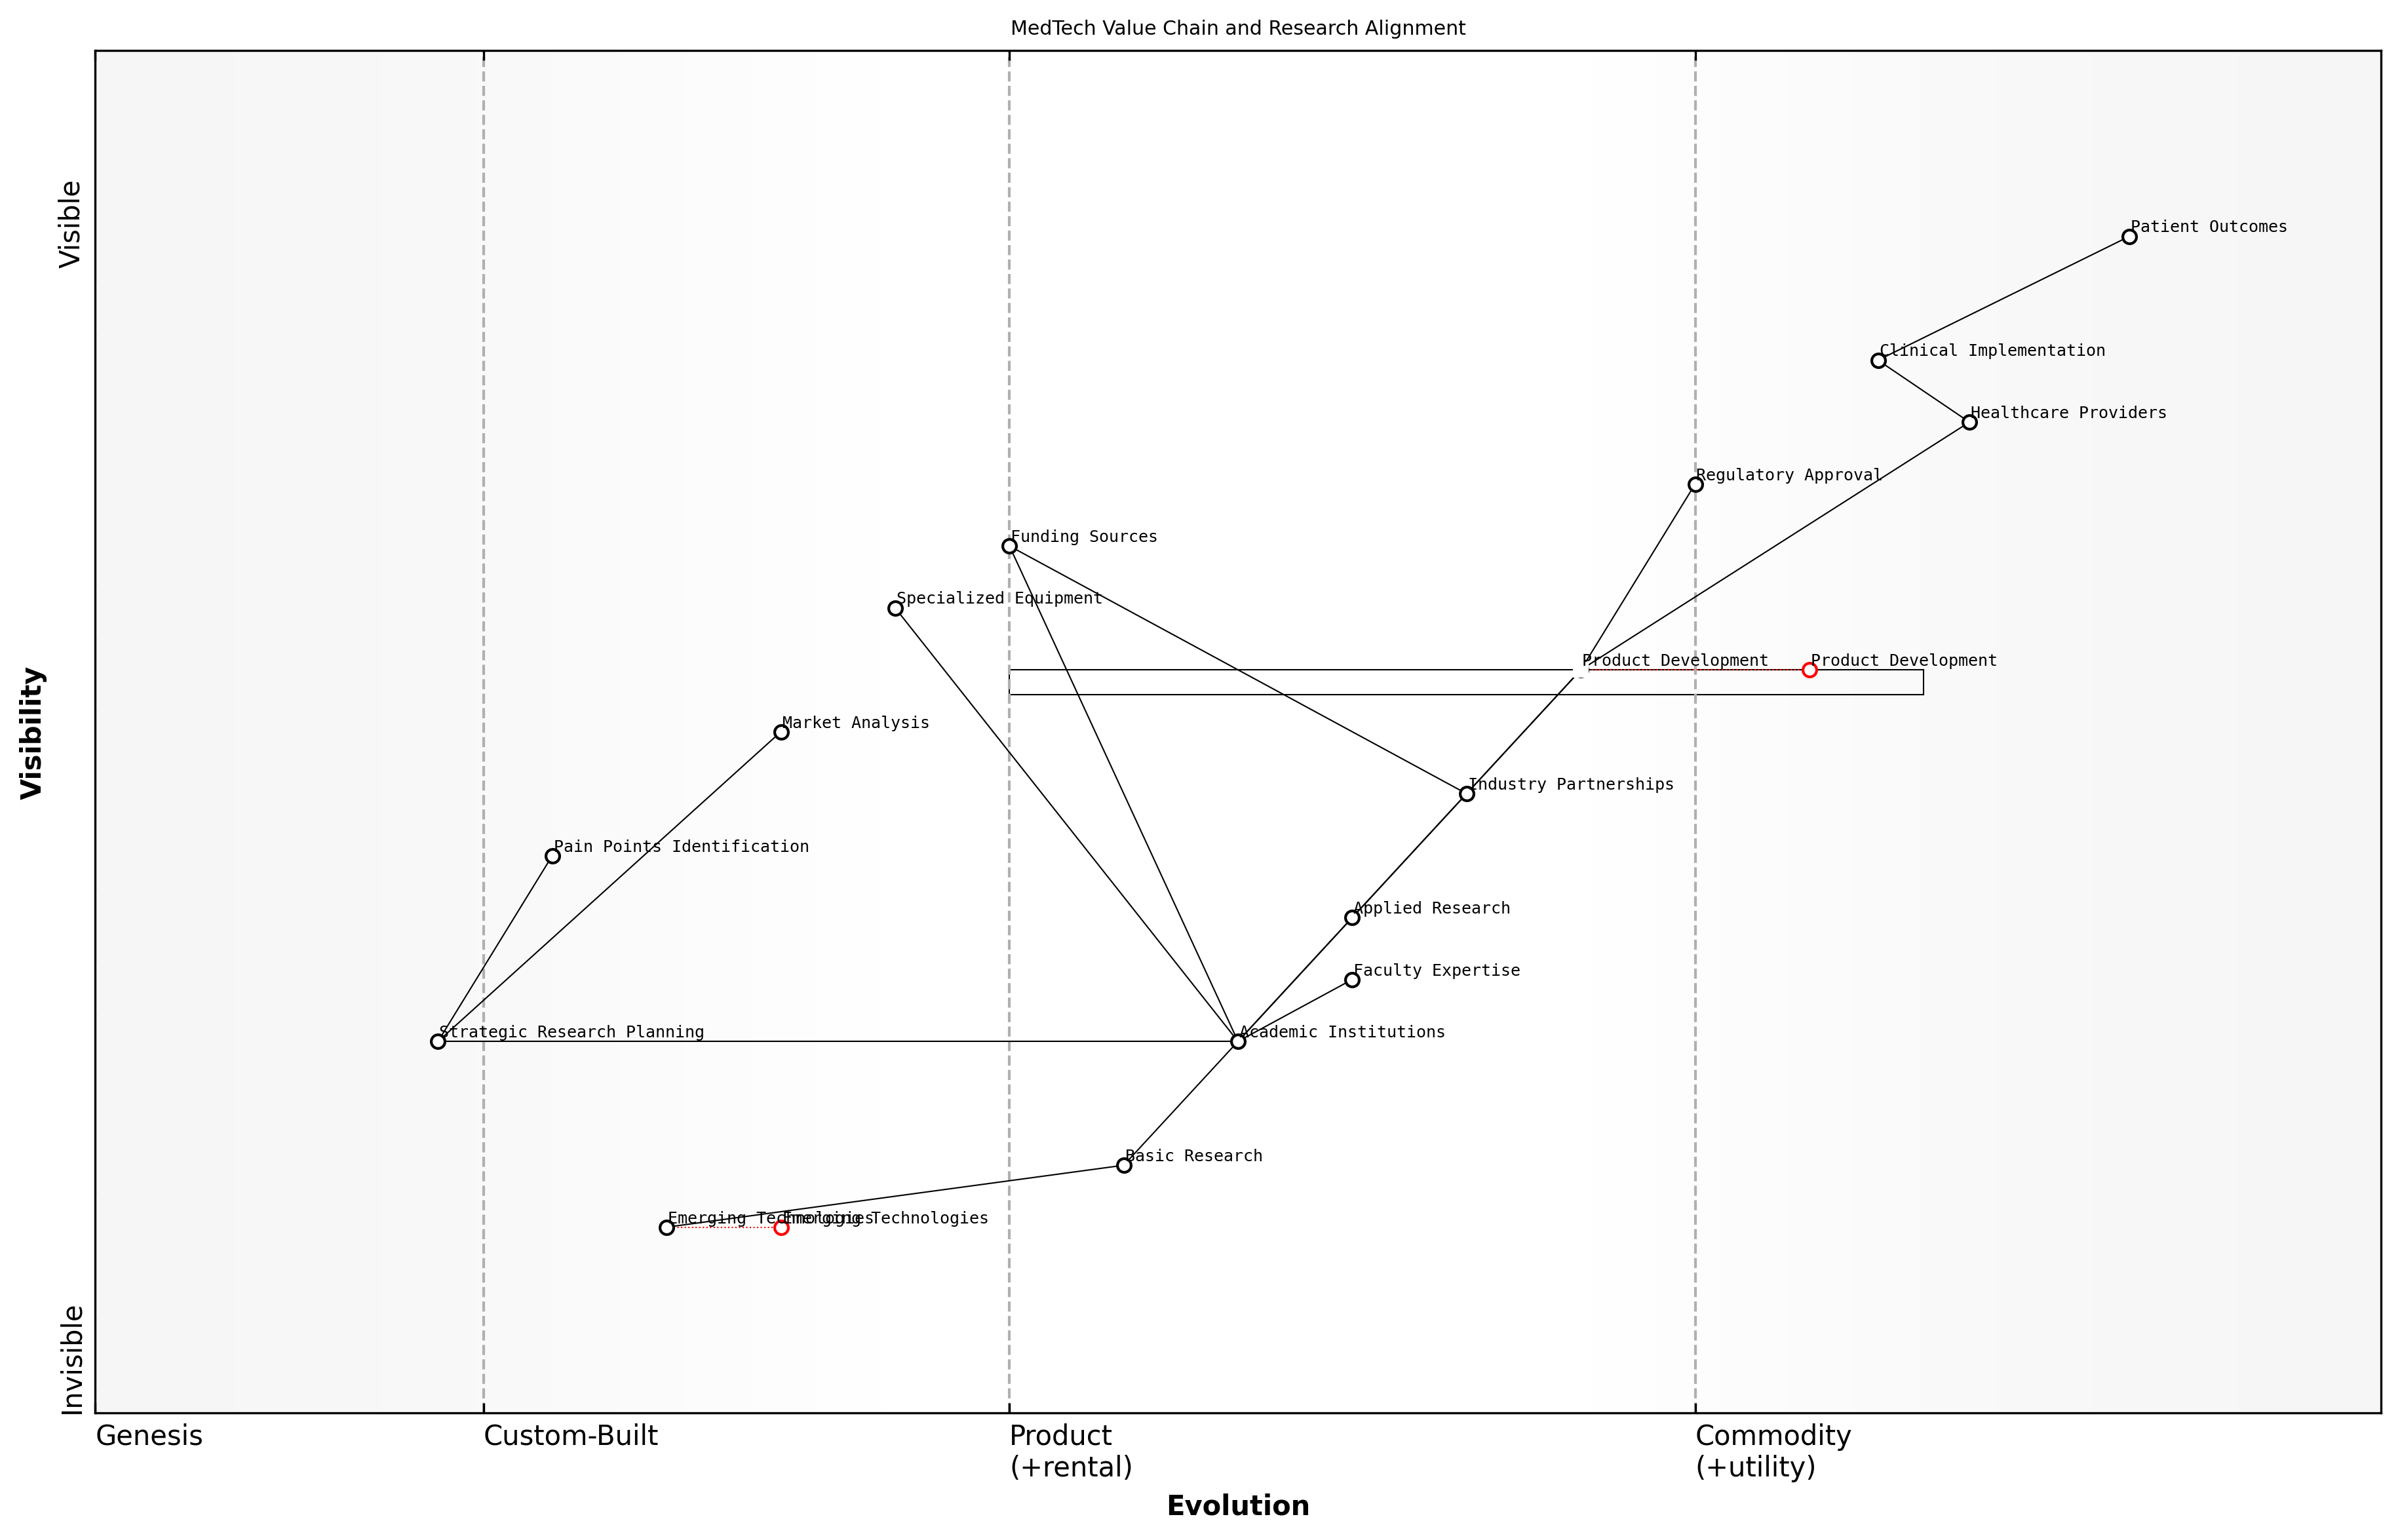 MedTech Value Chain and Research Alignment
Visible
Patient Outcomes
Clinical Implementation
Healthcare Providers
Regulatory Approval
Funding Sources
Specialized Equipment
Product Development
Product Development
Market Analysis
Visibility
Industry Partnerships
Pain Points Identification
Applied Research
Faculty Expertise
Strategic Research Planning
Academic Institutions
Basic Research
Emerging Technologies
Emerging Technologies
Invisible
Genesis
Custom-Built
Product
(+rental)
Commodity
(+utility)
Evolution